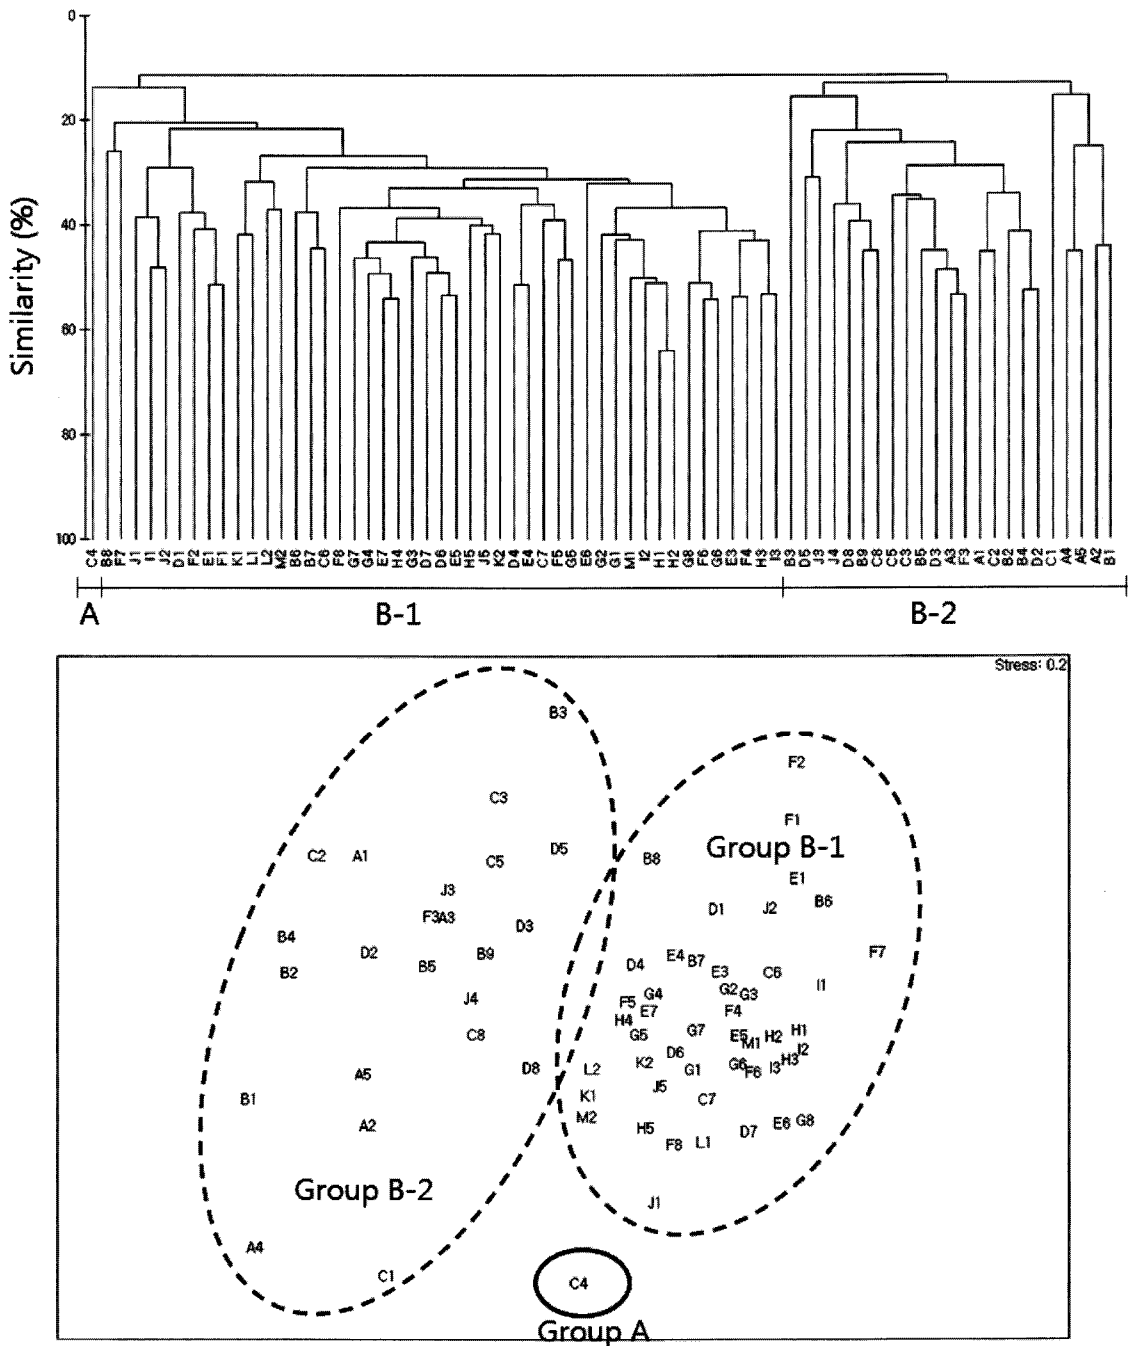 0
20
40
60
80
100
Similarity (%)
C4 B8 F7 J1 I1 J2 D1 F2 E1 F1 K1 L1 L2 M2 B6 B7 C6 F8 G7 G4 E7 H4 G3 D7 D6 E5 H5 J5 K2 D4 E4 C7 F5 G5 E6 G2 G1 M1 I2 H1 H2 G8 F6 G6 E3 F4 H3 I3 B3 D5 J3 J4 D8 B9 C8 C5 C3 B5 D3 A3 F3 A1 C2 B2 B4 D2 C1 A4 A5 A2 B1
A B-1 B-2
Stress: 0.2
B3
F2
C3
F1
Group B-1
C2 A1 C5 D5 B8
E1
J3 B6
F3 A3 D1 J2
D3
B4 D2 B9 F7
B2 B5 D4 E4 B7 E3 C6
I1
J4 F5 G4 G2 G3
E7 F4
H4
C8 G5 G7 E5 M1 H2 H1
D6 I2
D8 L2 K2 G1 G6 F6 I3 H3
A5 J5
B1 K1 C7
A2 M2 H5 D7 E6 G8
F8 L1
Group B-2
J1
A4
C1 C4
Group A